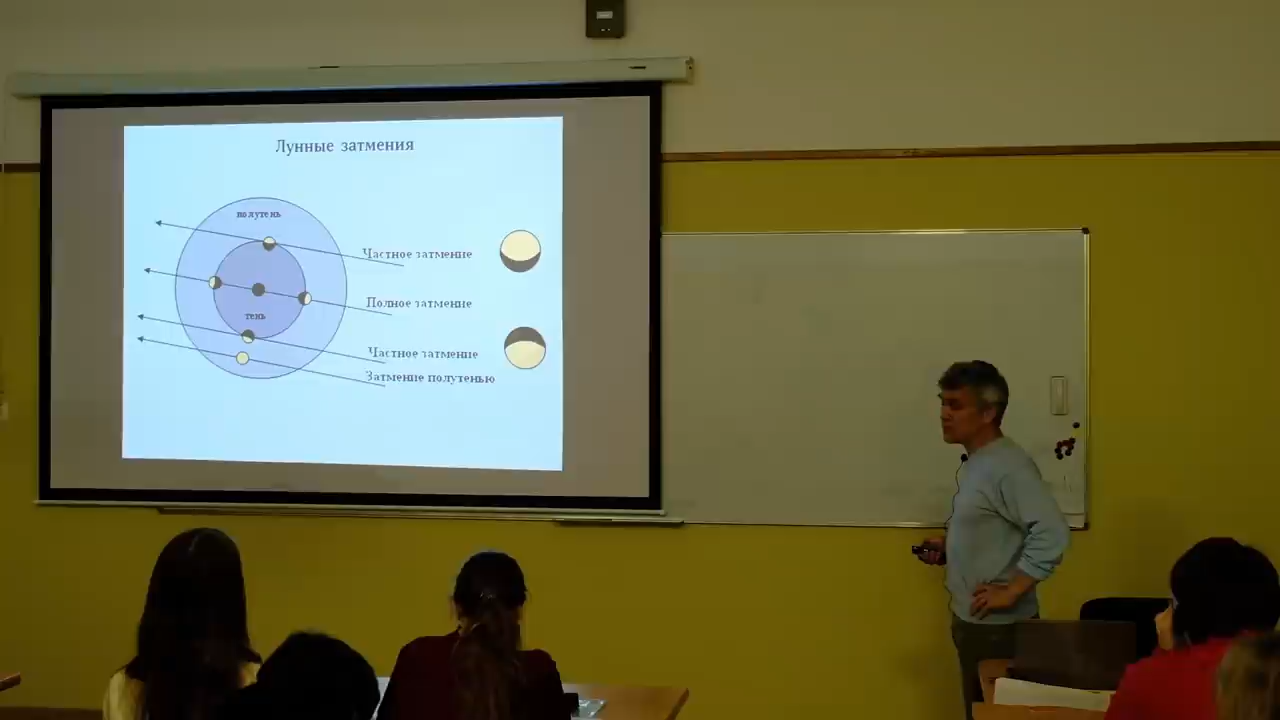 Лунные затмения
полутень
Частное затмение
Полное затмение
тень
Частное затмение
Затмение полутенью